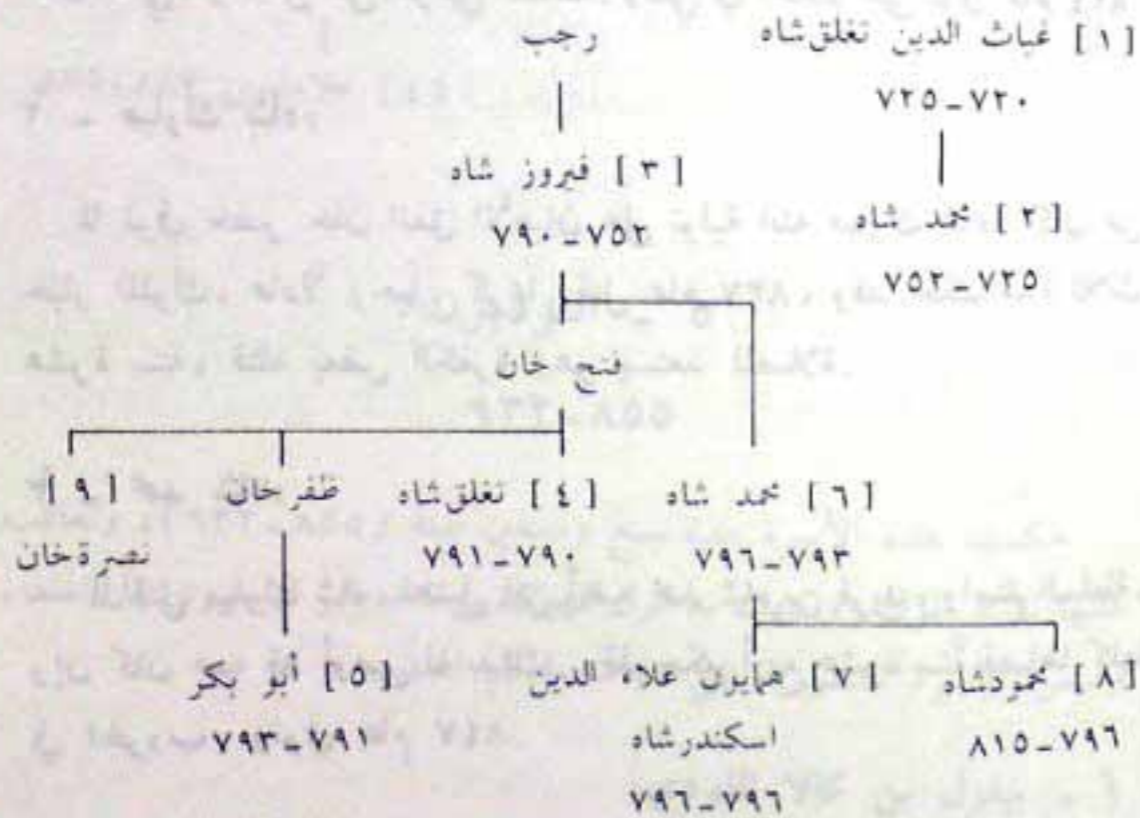 [ ١ ] غياث الدين تغلق شاه
رجب
٧٢٠-٧٢٥
[ ٣ ] فيروز شاه
[ ٢ ] محمد شاه
٧٥٢-٧٩٠
٧٢٥-٧٥٢
فتح خان
[ ٦ ] محمد شاه
[ ٤ ] تغلق شاه
ظفر خان
[ ٩ ]
٧٩٣-٧٩٦
٧٩٠-٧٩١
نصرة خان
[ ٨ ] محمودشاه
[ ٧ ] همايون علاء الدين
[٥] أبو بكر
٧٩٦-٨١٥
اسكندر شاه
٧٩١-٧٩٣
٧٩٦-٧٩٦